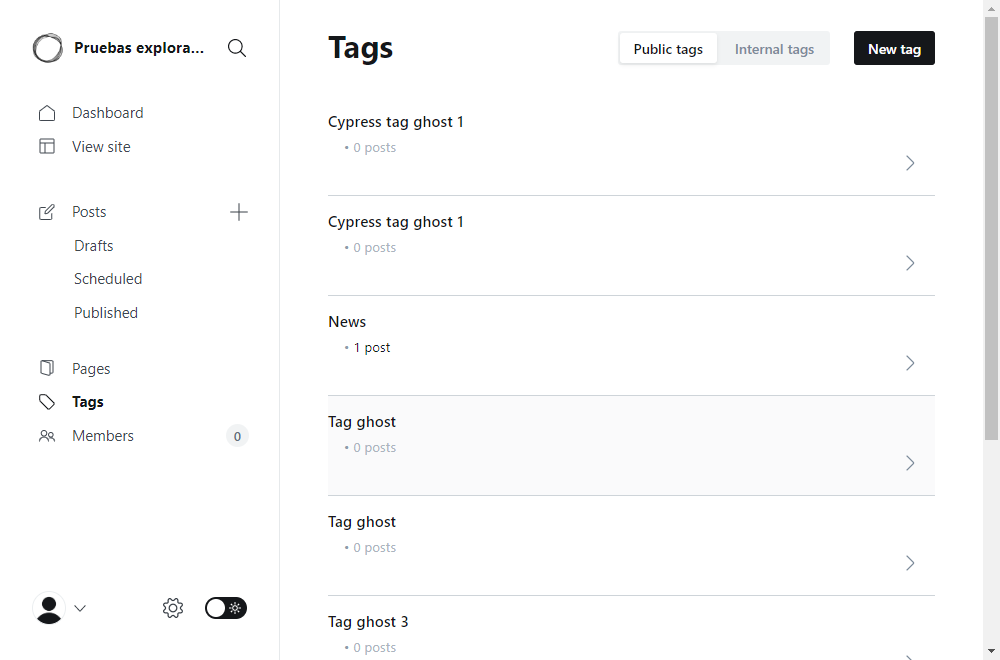 Pruebas explora...
Dashboard
View site
Posts
Drafts
Scheduled
Published
Pages
Tags
Members
0
Tags
Public tags
Internal tags
New tag
Cypress tag ghost 1
• 0 posts
Cypress tag ghost 1
• 0 posts
News
• 1 post
Tag ghost
• 0 posts
Tag ghost
• 0 posts
Tag ghost 3
• 0 posts